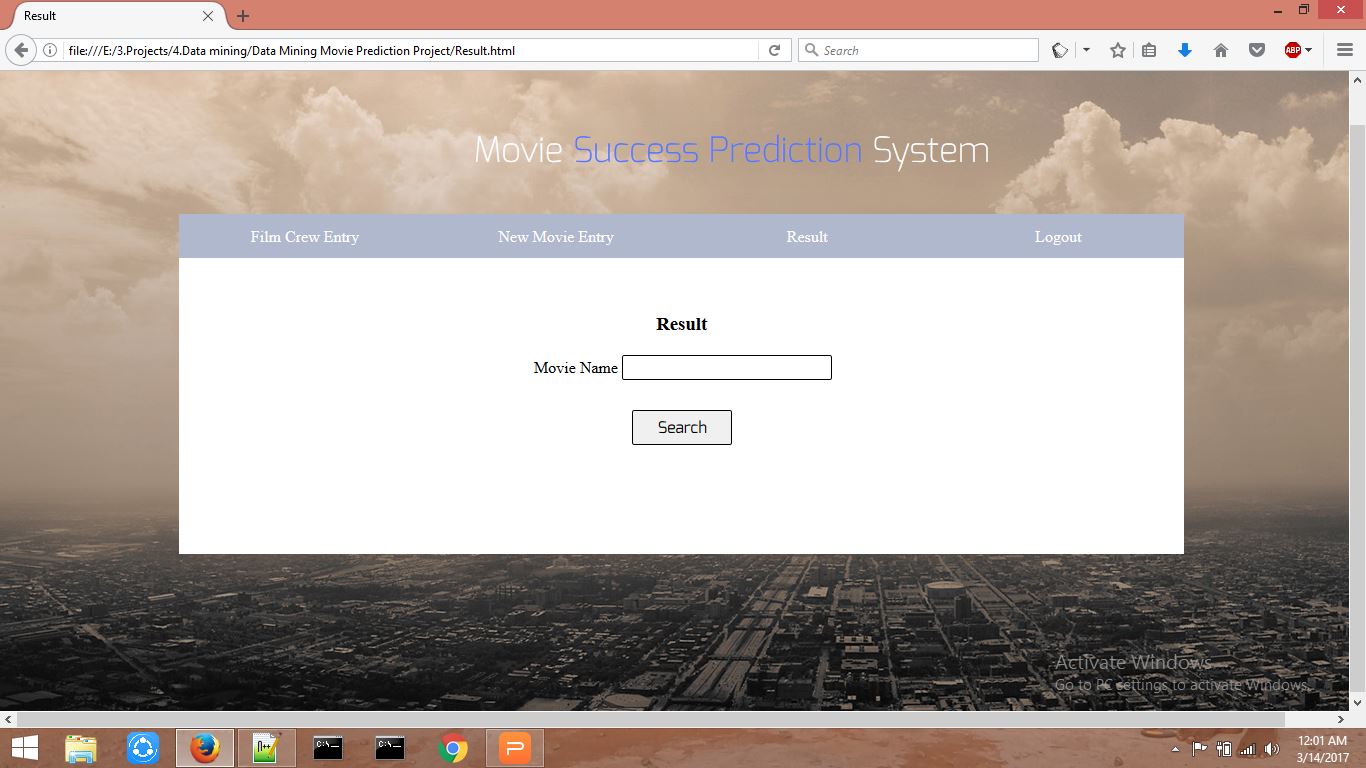 Result
file:///E:/3.Projects/4.Data mining/Data Mining Movie Prediction Project/Result.html
Search
ABP
Movie Success Prediction System
Film Crew Entry New Movie Entry Result Logout
Result
Movie Name
Search
Activate Windows
Go to PC settings to activate Windows.
C:\. C:\.
12:01 AM
3/14/2017